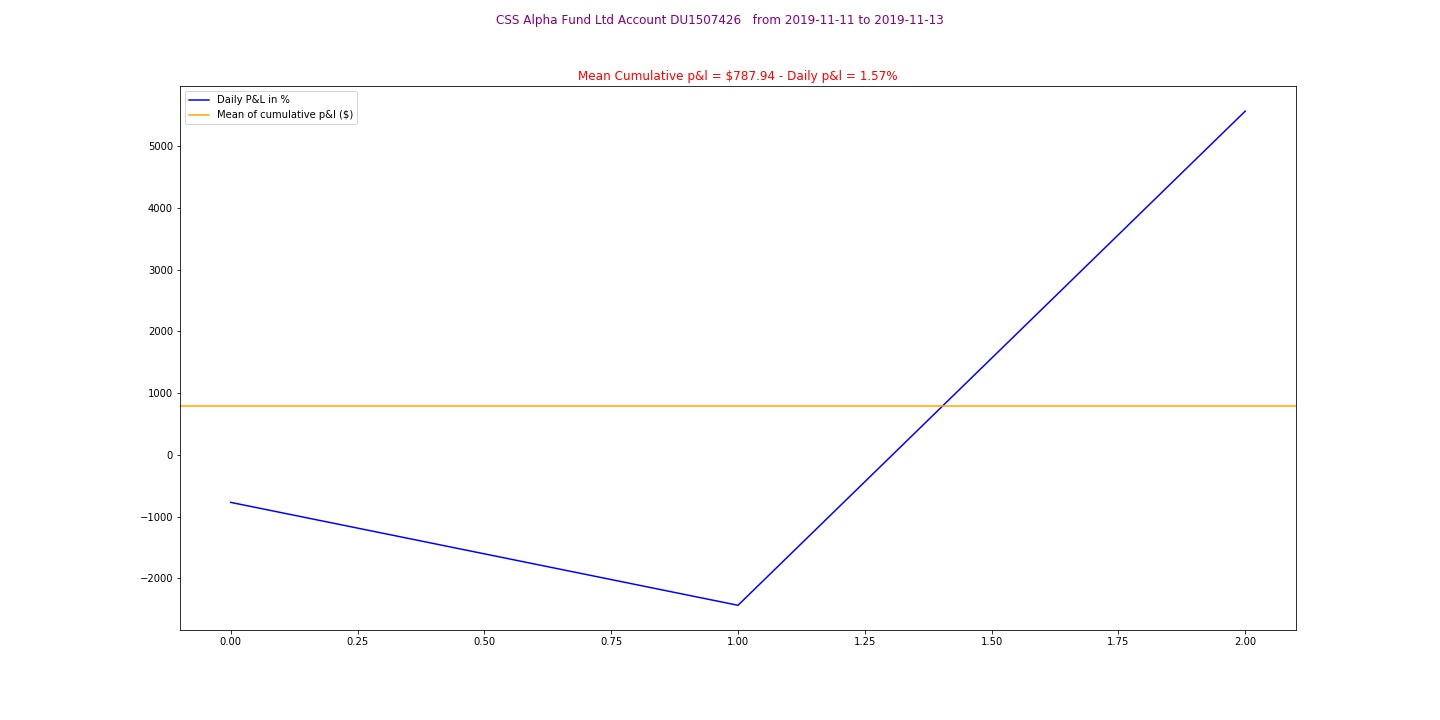 CSS Alpha Fund Ltd Account DU1507426   from 2019-11-11 to 2019-11-13
Mean Cumulative p&l = $787.94 - Daily p&l = 1.57%
Daily P&L in %
Mean of cumulative p&l ($)
5000
4000
3000
2000
1000
0
−1000
−2000
0.00 0.25 0.50 0.75 1.00 1.25 1.50 1.75 2.00